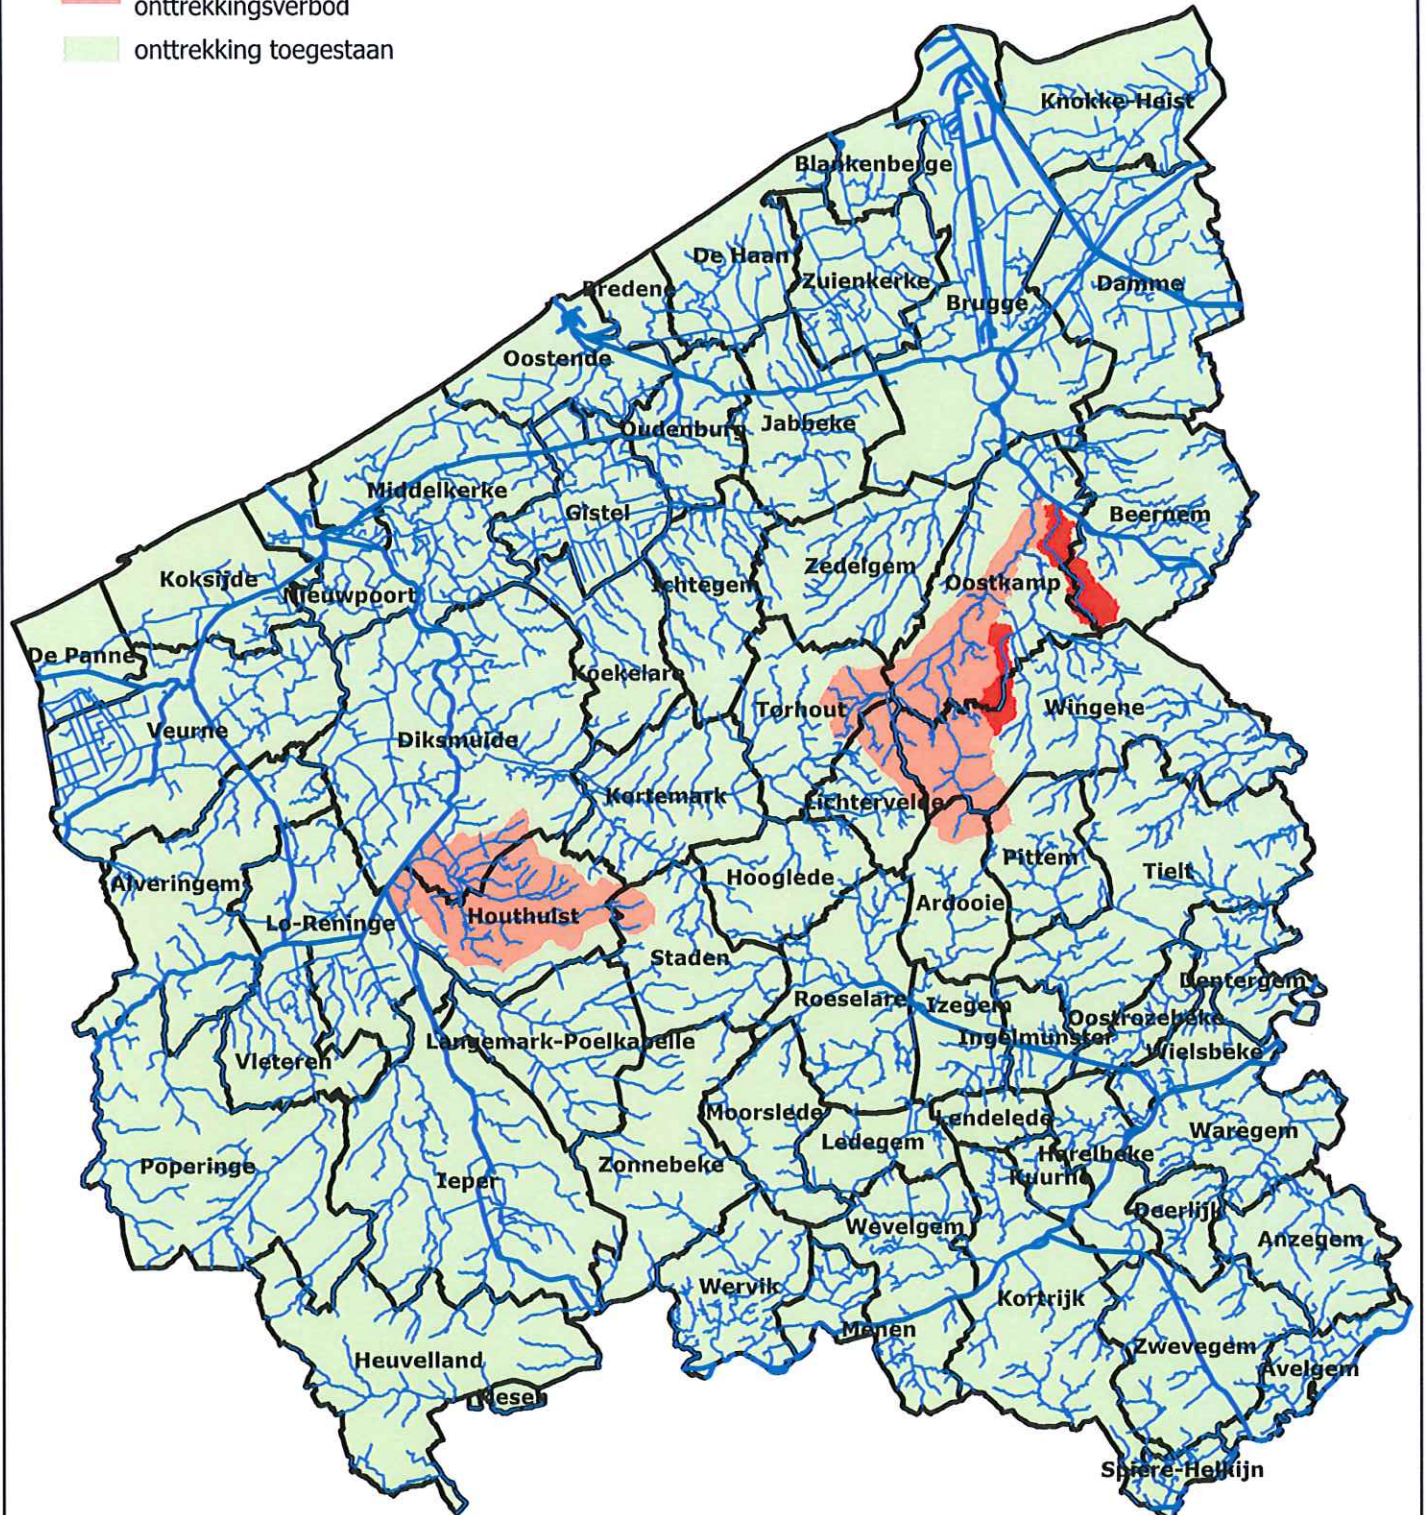 onttrekkingsverbod
onttrekking toegestaan
Knokke-Heist
Blankenberge
De Haan
Zuienkerke
Bredene
Brugge
Damme
Oostende
Oudenburg
Jabbeke
Middelkerke
Gistel
Beernem
Koksijde
Nieuwpoort
Ichtegem
Zedelgem
Oostkamp
De Panne
Koekelare
Torhout
Wingene
Veurne
Diksmuide
Kortemark
Lichtervelde
Pittem
Tielt
Alveringem
Hooglede
Ardooie
Lo-Reninge
Houthulst
Staden
Dentergem
Roeselare
Izegem
Oostrozebeke
Langemark-Poelkapelle
Ingelmunster
Wielsbeke
Vleteren
Moorslede
Lendelede
Ledegem
Waregem
Harelbeke
Poperinge
Ieper
Zonnebeke
Kuurne
Deerlijk
Wevelgem
Anzegem
Wervik
Kortrijk
Menen
Zwevegem
Heuvelland
Avelgem
Mesen
Spiere-Helkijn